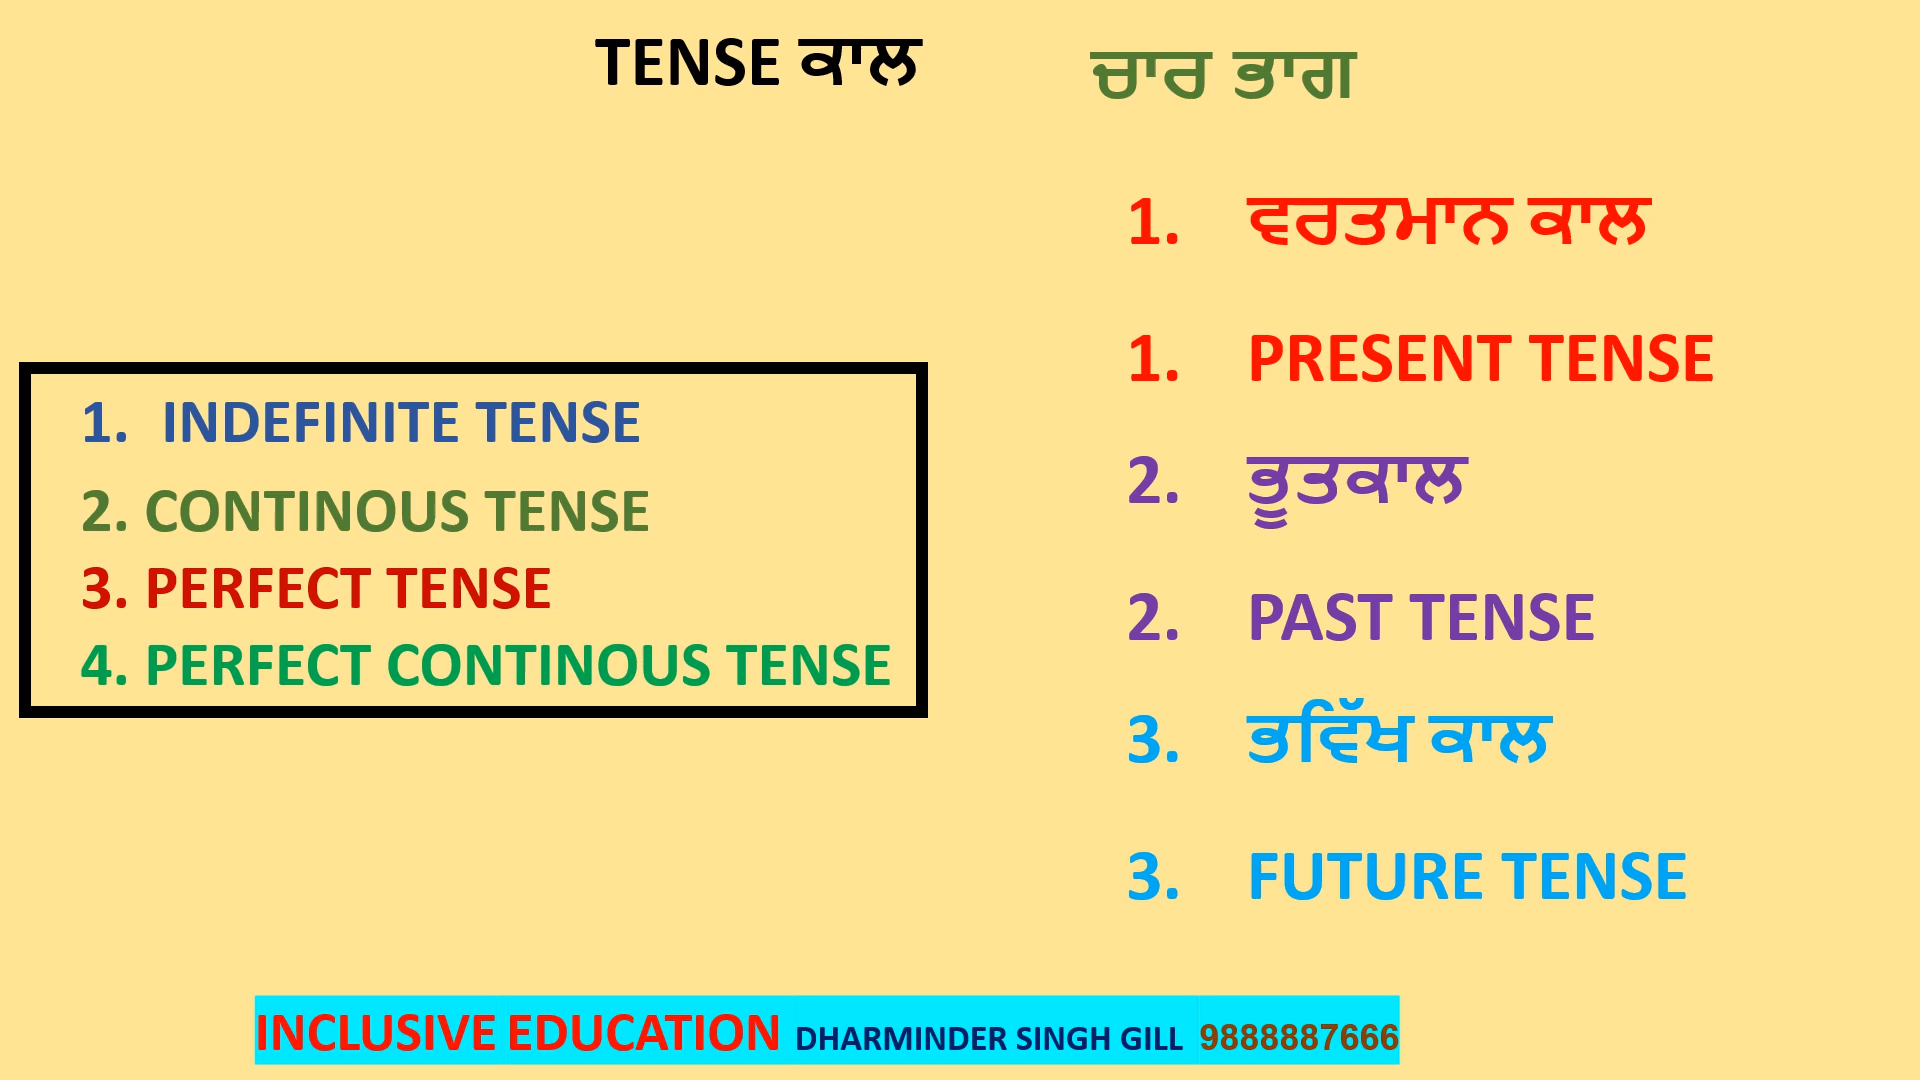 TENSE ਕਾਲ
ਚਾਰ ਭਾਗ
1. INDEFINITE TENSE
2. CONTINOUS TENSE
3. PERFECT TENSE
4. PERFECT CONTINOUS TENSE
1. ਵਰਤਮਾਨ ਕਾਲ
1. PRESENT TENSE
2. ਭੂਤਕਾਲ
2. PAST TENSE
3. ਭਵਿੱਖ ਕਾਲ
3. FUTURE TENSE
INCLUSIVE EDUCATION DHARMINDER SINGH GILL 9888887666